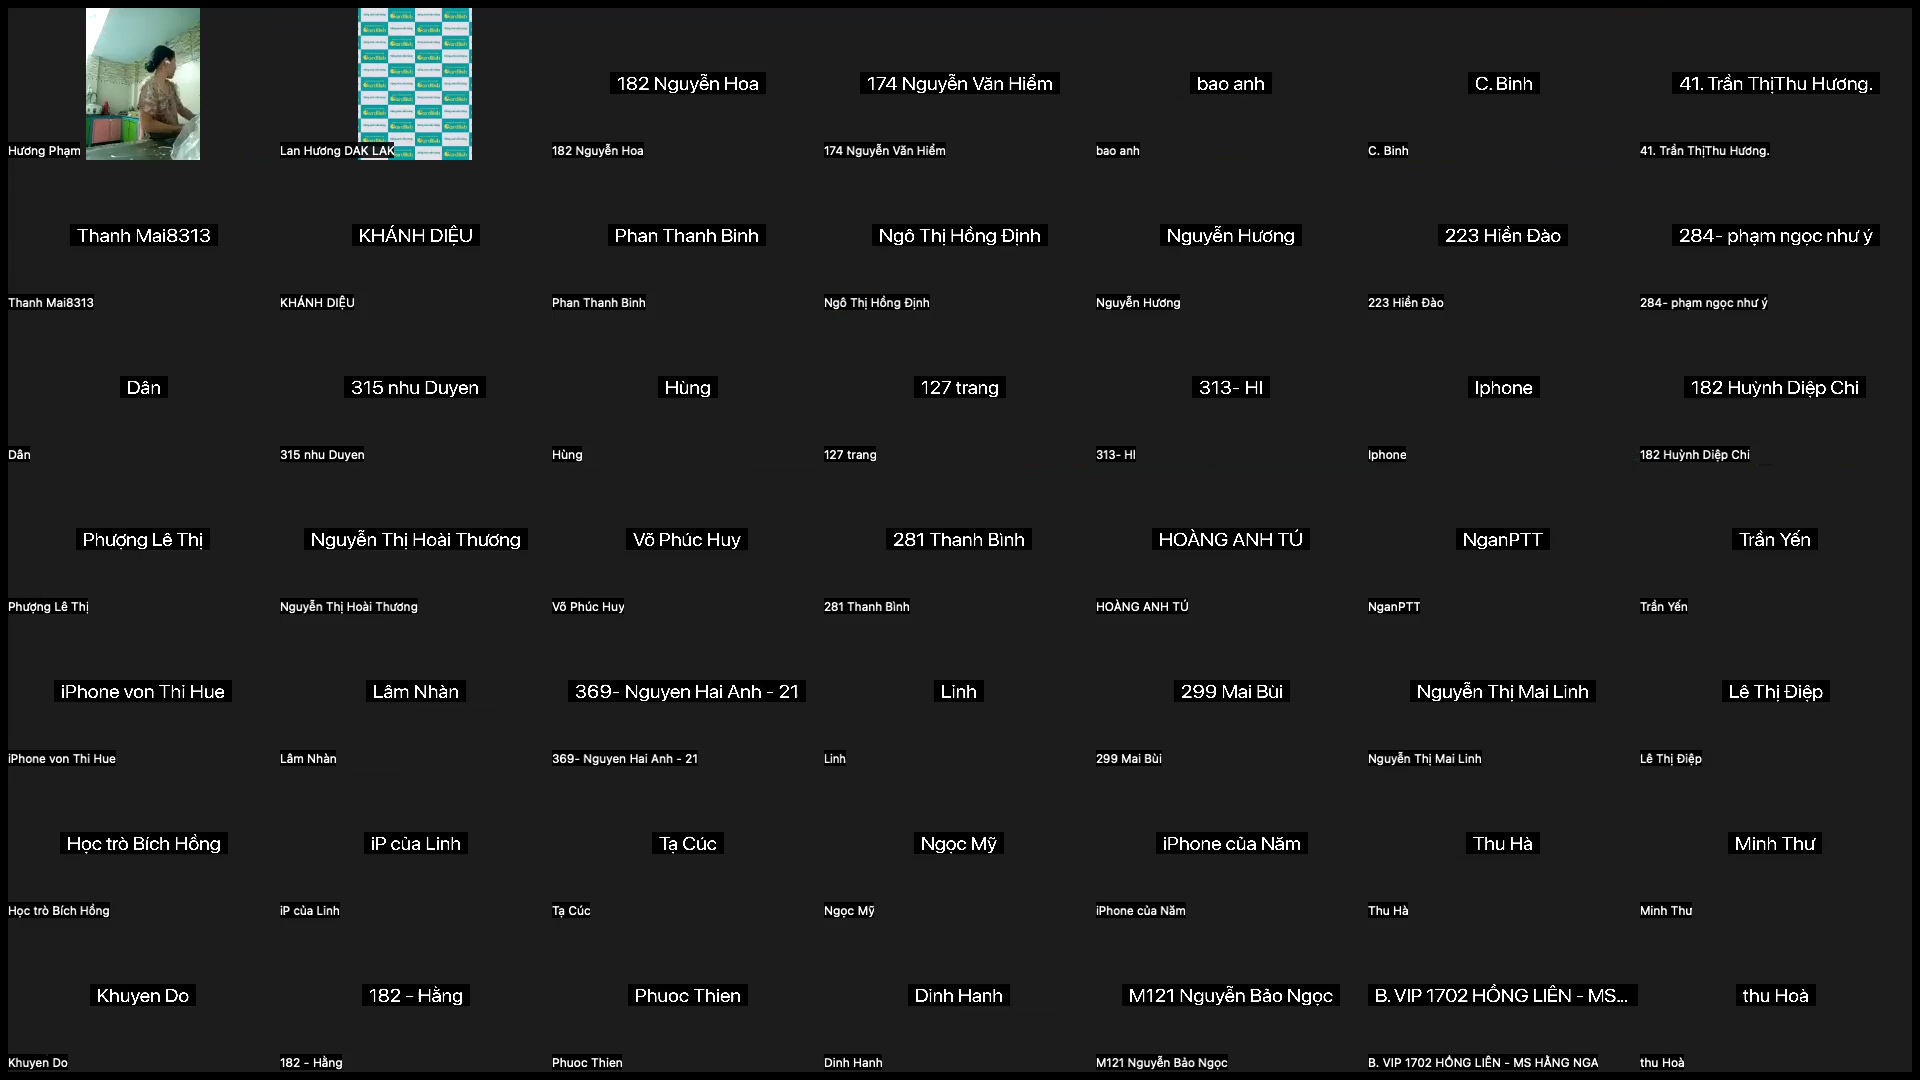 182 Nguyễn Hoa
174 Nguyễn Văn Hiểm
bao anh
C. Binh
41. Trần ThịThu Hương.
Hương Phạm
Lan Hương DAK LAK
182 Nguyễn Hoa
174 Nguyễn Văn Hiểm
bao anh
C. Binh
41. Trần ThịThu Hương.
Thanh Mai8313
KHÁNH DIỆU
Phan Thanh Binh
Ngô Thị Hồng Định
Nguyễn Hương
223 Hiền Đào
284- phạm ngọc như ý
Thanh Mai8313
KHÁNH DIỆU
Phan Thanh Binh
Ngô Thị Hồng Định
Nguyễn Hương
223 Hiền Đào
284- phạm ngọc như ý
Dân
315 nhu Duyen
Hùng
127 trang
313- HI
Iphone
182 Huỳnh Diệp Chi
Dân
315 nhu Duyen
Hùng
127 trang
313- HI
Iphone
182 Huỳnh Diệp Chi
Phượng Lê Thị
Nguyễn Thị Hoài Thương
Võ Phúc Huy
281 Thanh Bình
HOÀNG ANH TÚ
NganPTT
Trần Yến
Phượng Lê Thị
Nguyễn Thị Hoài Thương
Võ Phúc Huy
281 Thanh Bình
HOÀNG ANH TÚ
NganPTT
Trần Yến
iPhone von Thi Hue
Lâm Nhàn
369- Nguyen Hai Anh - 21
Linh
299 Mai Bùi
Nguyễn Thị Mai Linh
Lê Thị Điệp
iPhone von Thi Hue
Lâm Nhàn
369- Nguyen Hai Anh - 21
Linh
299 Mai Bùi
Nguyễn Thị Mai Linh
Lê Thị Điệp
Học trò Bích Hồng
iP của Linh
Tạ Cúc
Ngọc Mỹ
iPhone của Năm
Thu Hà
Minh Thư
Học trò Bích Hồng
iP của Linh
Tạ Cúc
Ngọc Mỹ
iPhone của Năm
Thu Hà
Minh Thư
Khuyen Do
182 - Hằng
Phuoc Thien
Dinh Hanh
M121 Nguyễn Bảo Ngọc
B. VIP 1702 HỒNG LIÊN - MS...
thu Hoà
Khuyen Do
182 - Hằng
Phuoc Thien
Dinh Hanh
M121 Nguyễn Bảo Ngọc
B. VIP 1702 HỒNG LIÊN - MS HẰNG NGA
thu Hoà